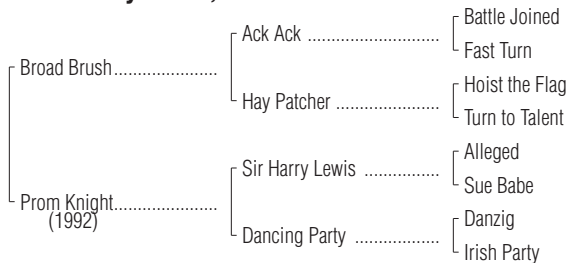 Ack Ack ........................... Battle Joined
Fast Turn
Broad Brush.....................
Hay Patcher ..................... Hoist the Flag
Turn to Talent
Sir Harry Lewis ............... Alleged
Sue Babe
Prom Knight.....................
(1992)
Dancing Party ................. Danzig
Irish Party